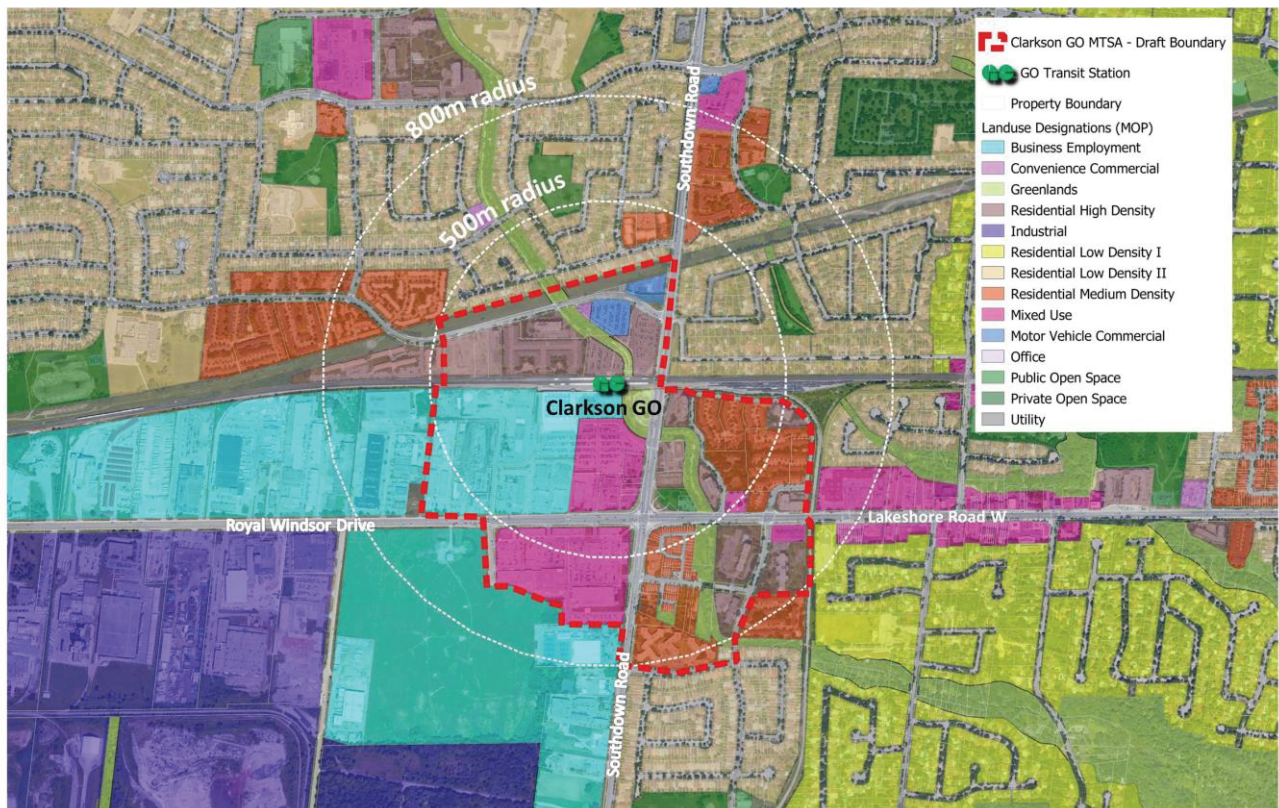 Clarkson GO MTSA - Draft Boundary
GO Transit Station
Property Boundary
Landuse Designations (MOP)
Business Employment
Convenience Commercial
Greenlands
Residential High Density
Industrial
Residential Low Density I
Residential Low Density II
Residential Medium Density
Mixed Use
Motor Vehicle Commercial
Office
Public Open Space
Private Open Space
Utility
800m radius
Southdown Road
500m radius
Clarkson GO
Royal Windsor Drive
Lakeshore Road W
Southdown Road